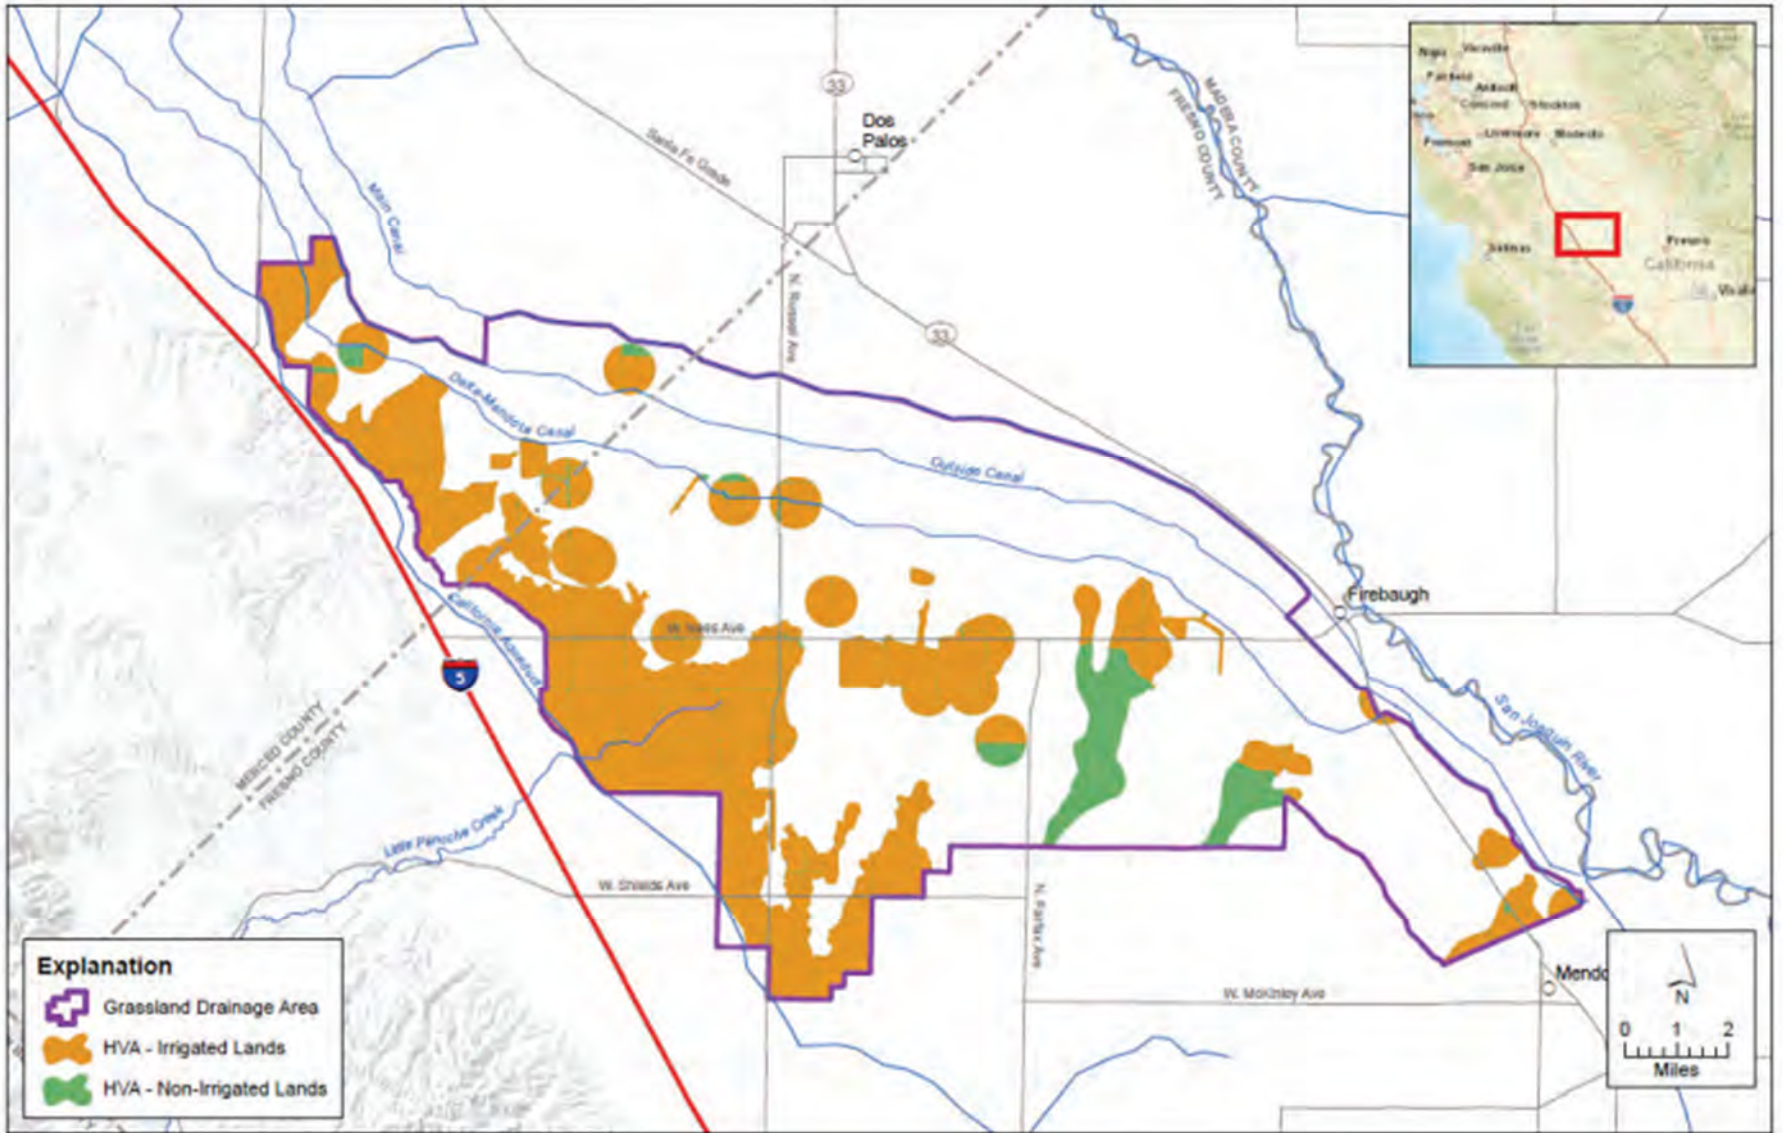 33
Dos
Palos
Santa Fe Grade
MADERA COUNTY
FRESNO COUNTY
Main Canal
N. Russel Ave
33
Delta-Mendota Canal
Outside Canal
Firebaugh
W. Nees Ave
California Aqueduct
5
San Joaquin River
MERCED COUNTY
FRESNO COUNTY
Little Panoche Creek
W. Shields Ave
N. Fairfax Ave
W. McKinley Ave
Mendo
Napa
Vacaville
Fairfield
Antioch
Concord
Stockton
Livermore
Modesto
Fremont
San Jose
Salinas
Fresno
California
Visalia
5
Explanation
Grassland Drainage Area
HVA - Irrigated Lands
HVA - Non-Irrigated Lands
N
0 1 2
Miles